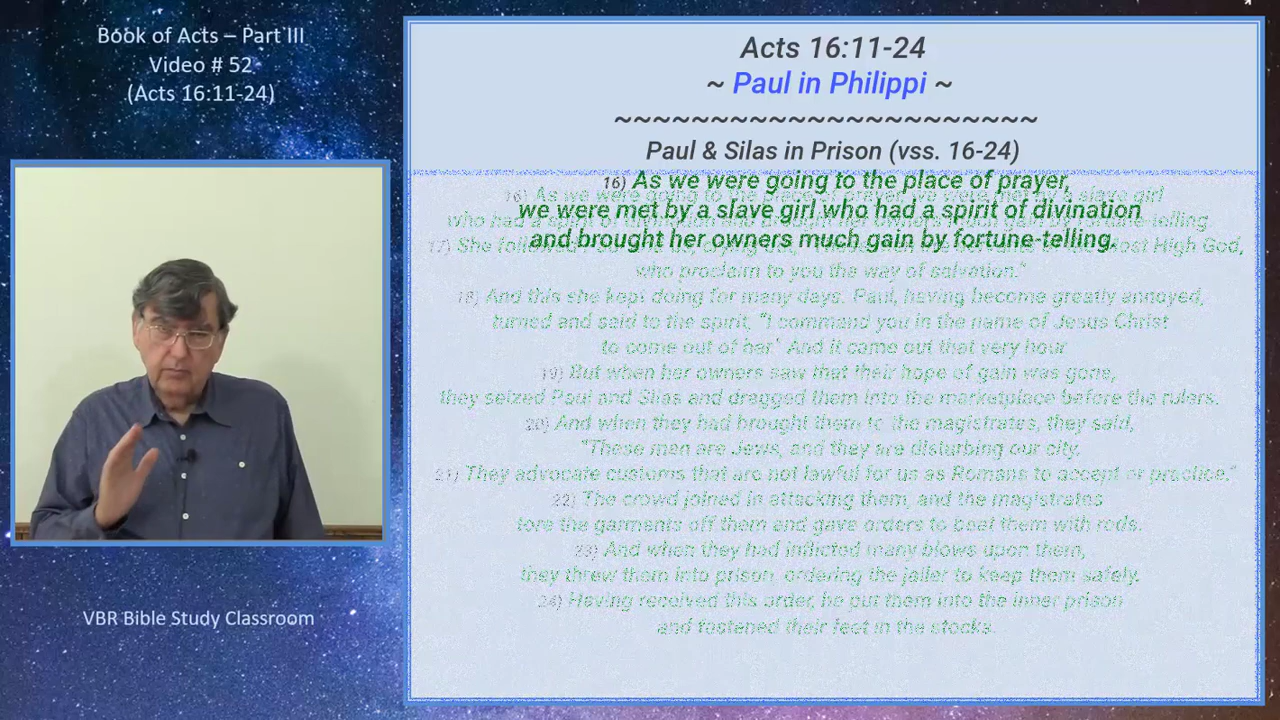 Book of Acts – Part III
Video # 52
(Acts 16:11-24)
Acts 16:11-24
~ Paul in Philippi ~
~~~~~~~~~~~~~~~~~~~~~~
Paul & Silas in Prison (vss. 16-24)
16) As we were going to the place of prayer,
we were met by a slave girl who had a spirit of divination
and brought her owners much gain by fortune-telling.
who proclaim to you the way of salvation."
18) And this she kept doing for many days. Paul, having become greatly annoyed,
turned and said to the spirit, "I command you in the name of Jesus Christ
to come out of her." And it came out that very hour.
But when her owners saw that their hope of gain was gone,
they seized Paul and Silas and dragged them into the marketplace before the rulers.
20) And when they had brought them to the magistrates, they said,
"These men are Jews, and they are disturbing our city.
21) They advocate customs that are not lawful for us as Romans to accept or practice."
22) The crowd joined in attacking them, and the magistrates
tore the garments off them and gave orders to beat them with rods.
23) And when they had inflicted many blows upon them,
they threw them into prison, ordering the jailer to keep them safely.
Having received this order, he put them into the inner prison
and fastened their feet in the stocks.
VBR Bible Study Classroom